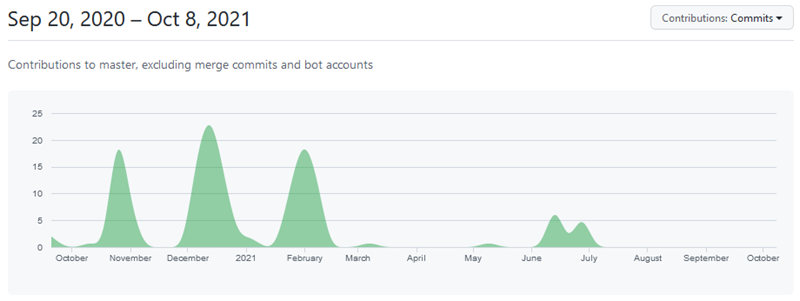 Sep 20, 2020 – Oct 8, 2021
Contributions: Commits
Contributions to master, excluding merge commits and bot accounts
25
20
15
10
5
0
October November December 2021 February March April May June July August September October